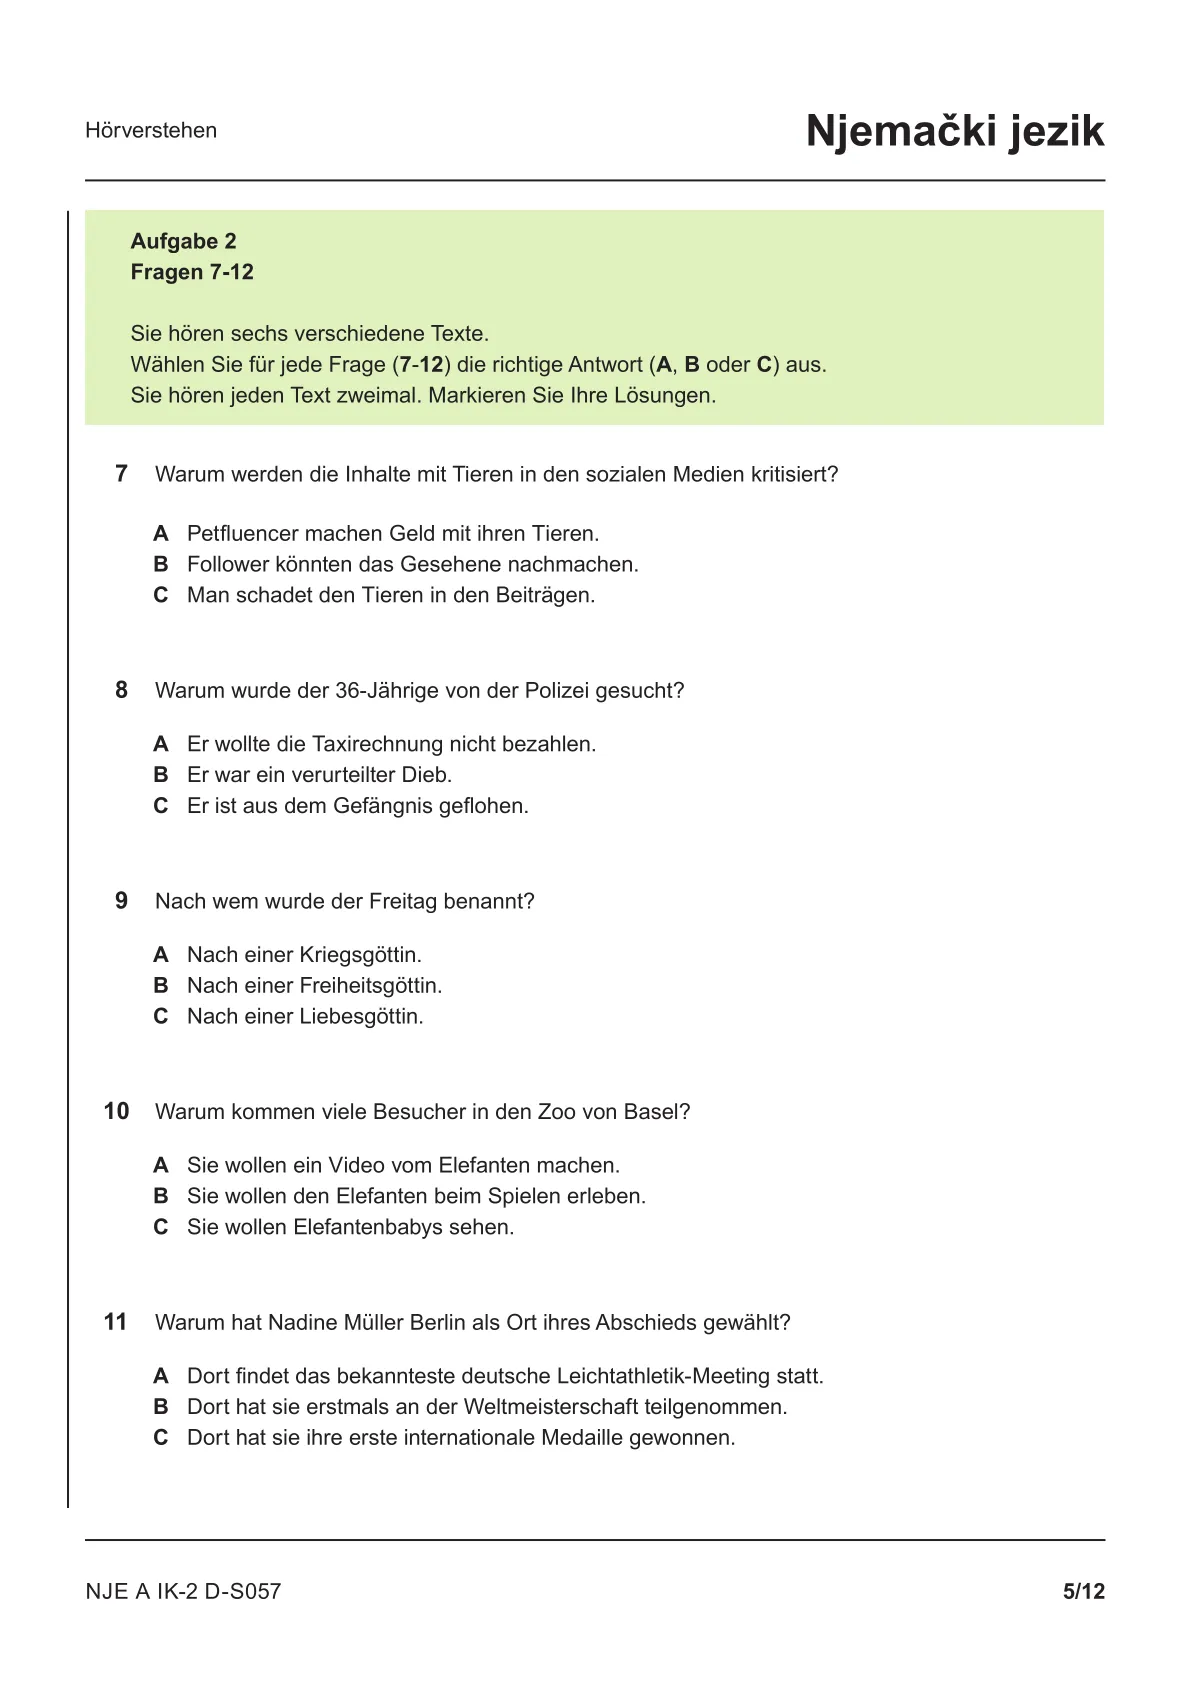 Hörverstehen
Njemački jezik
Aufgabe 2
Fragen 7-12
Sie hören sechs verschiedene Texte.
Wählen Sie für jede Frage (7-12) die richtige Antwort (A, B oder C) aus.
Sie hören jeden Text zweimal. Markieren Sie Ihre Lösungen.
7 Warum werden die Inhalte mit Tieren in den sozialen Medien kritisiert?
A Petfluencer machen Geld mit ihren Tieren.
B Follower könnten das Gesehene nachmachen.
C Man schadet den Tieren in den Beiträgen.
8 Warum wurde der 36-Jährige von der Polizei gesucht?
A Er wollte die Taxirechnung nicht bezahlen.
B Er war ein verurteilter Dieb.
C Er ist aus dem Gefängnis geflohen.
9 Nach wem wurde der Freitag benannt?
A Nach einer Kriegsgöttin.
B Nach einer Freiheitsgöttin.
C Nach einer Liebesgöttin.
10 Warum kommen viele Besucher in den Zoo von Basel?
A Sie wollen ein Video vom Elefanten machen.
B Sie wollen den Elefanten beim Spielen erleben.
C Sie wollen Elefantenbabys sehen.
11 Warum hat Nadine Müller Berlin als Ort ihres Abschieds gewählt?
A Dort findet das bekannteste deutsche Leichtathletik-Meeting statt.
B Dort hat sie erstmals an der Weltmeisterschaft teilgenommen.
C Dort hat sie ihre erste internationale Medaille gewonnen.
NJE A IK-2 D-S057
5/12